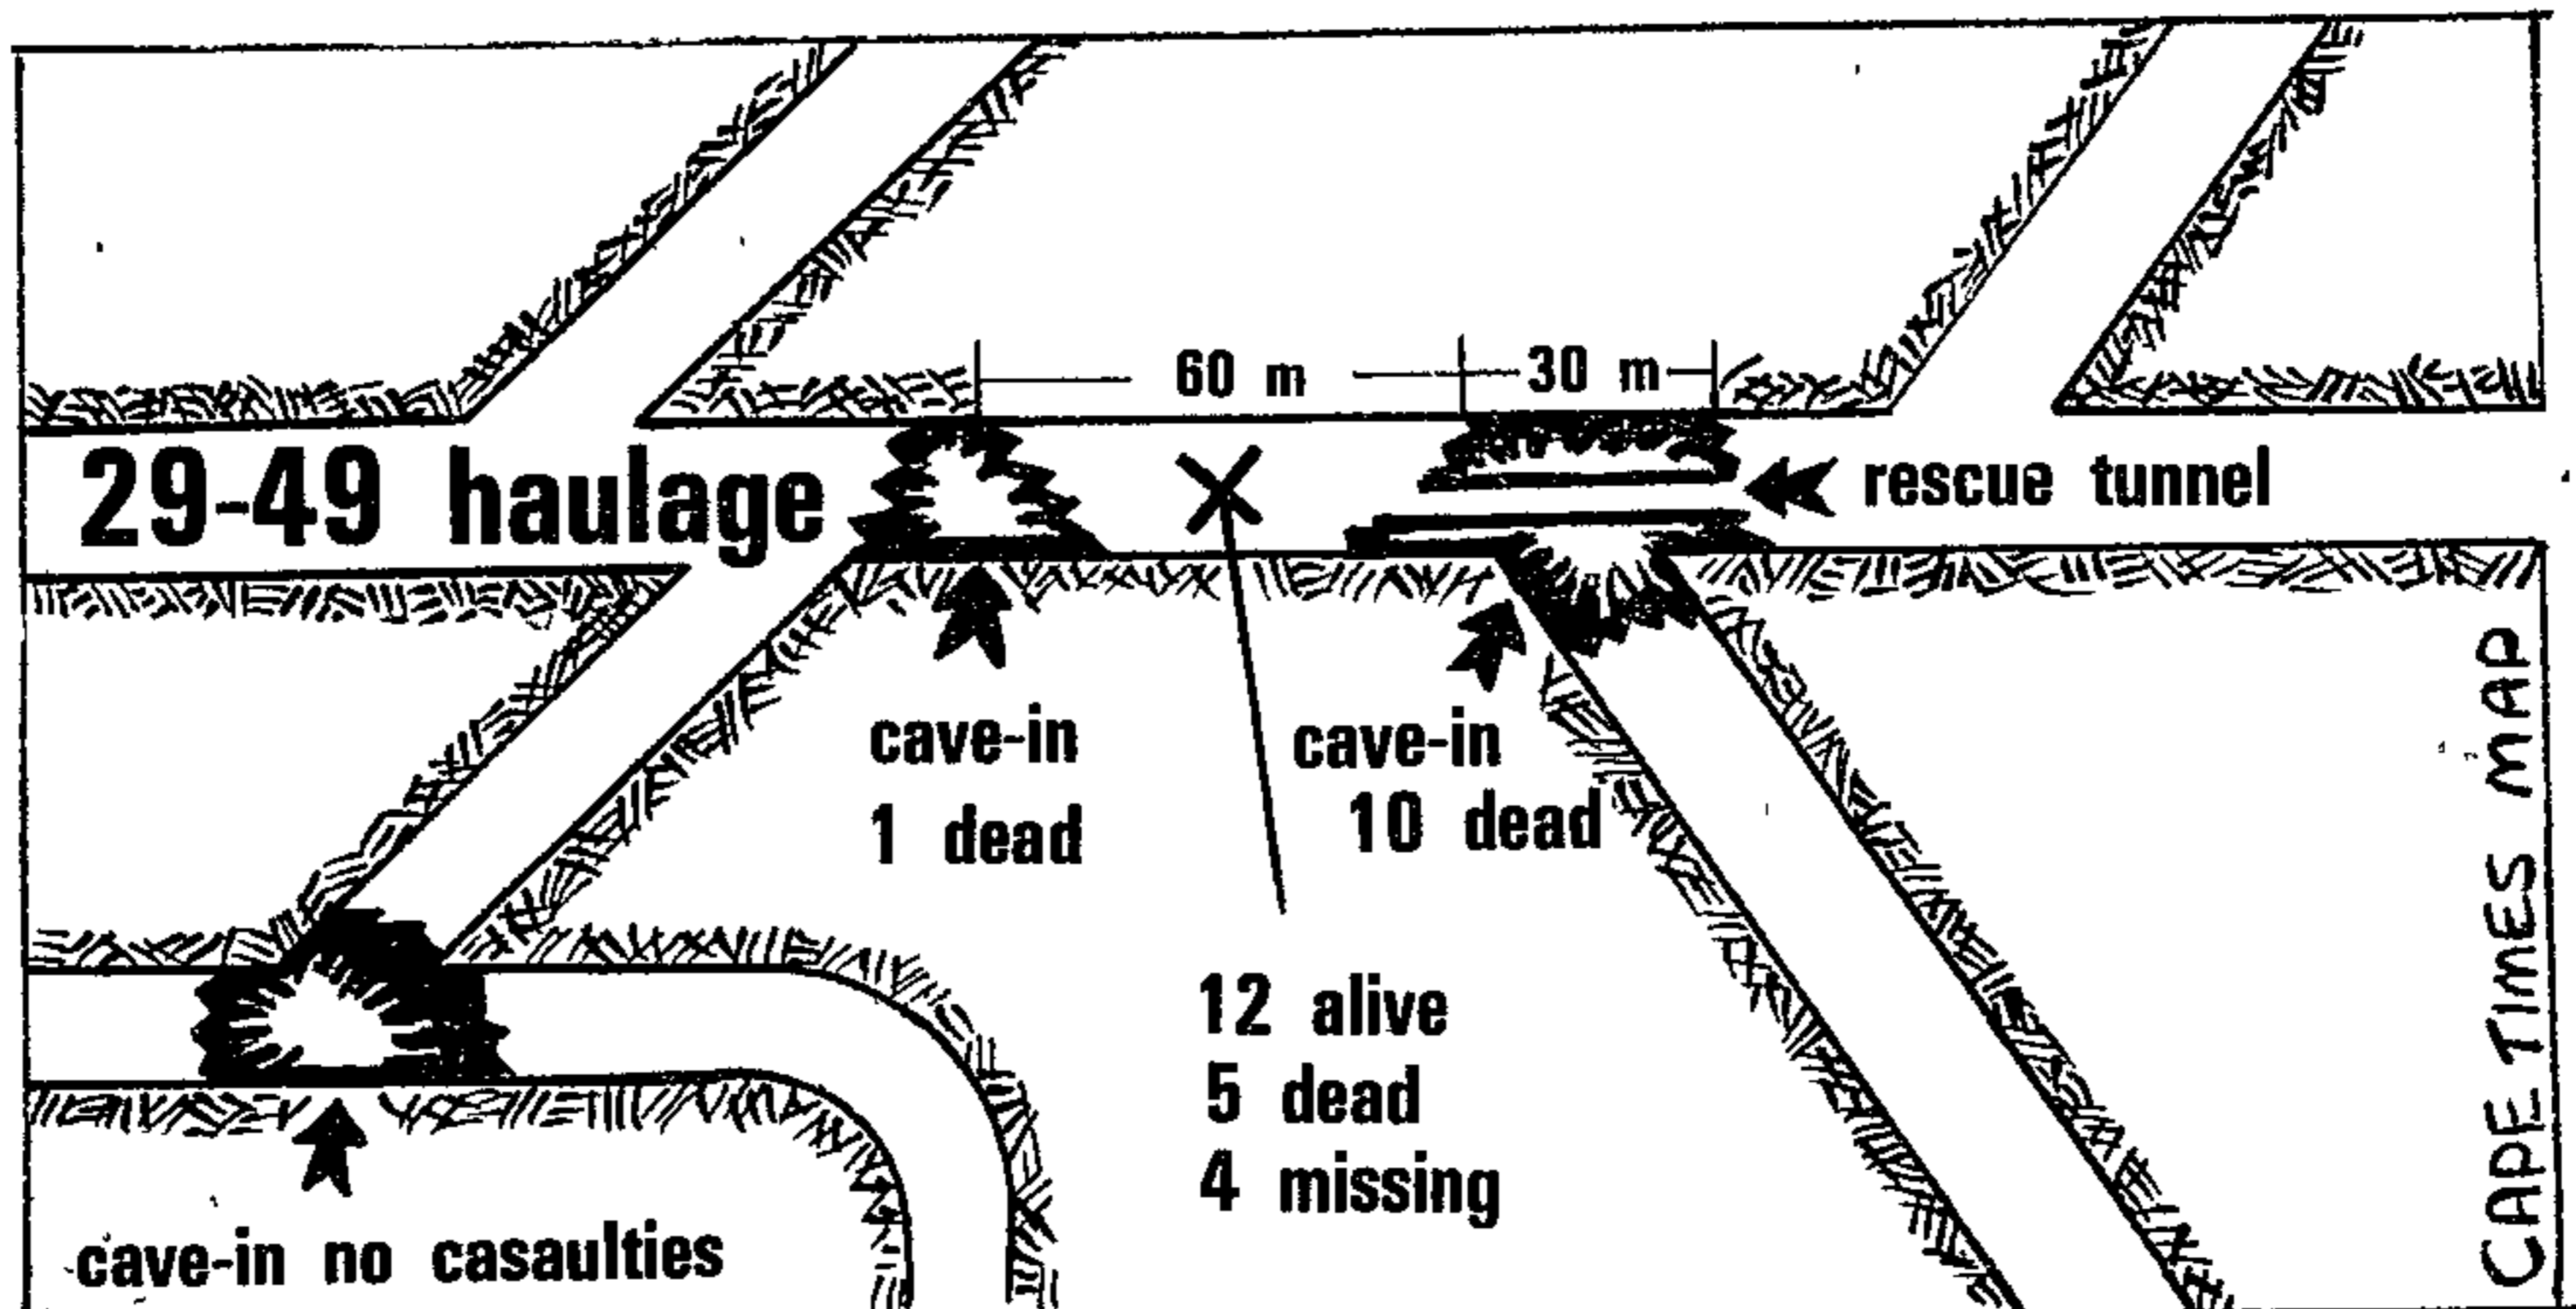 60 m
30 m
29-49 haulage
rescue tunnel
cave-in
1 dead
cave-in
10 dead
12 alive
5 dead
4 missing
cave-in no casaulties
CAPE TIMES MAP